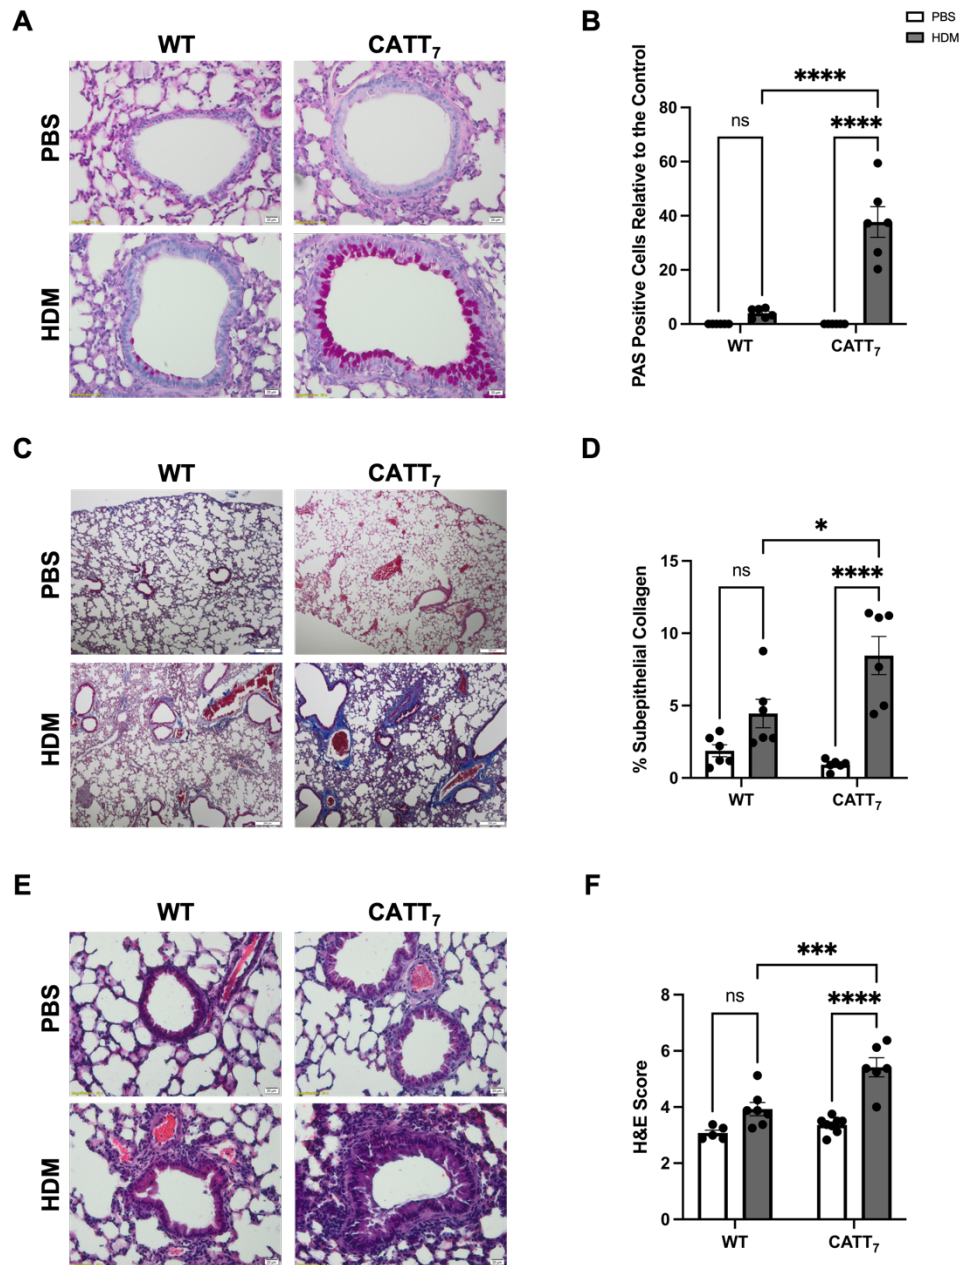 A
WT
CATT₇
PBS
HDM
B
PBS
HDM
****
ns
****
PAS Positive Cells Relative to the Control
80
60
40
20
0
WT
CATT₇
C
WT
CATT₇
PBS
HDM
D
*
ns
****
% Subepithelial Collagen
15
10
5
0
WT
CATT₇
E
WT
CATT₇
PBS
HDM
F
***
ns
****
H&E Score
8
6
4
2
0
WT
CATT₇